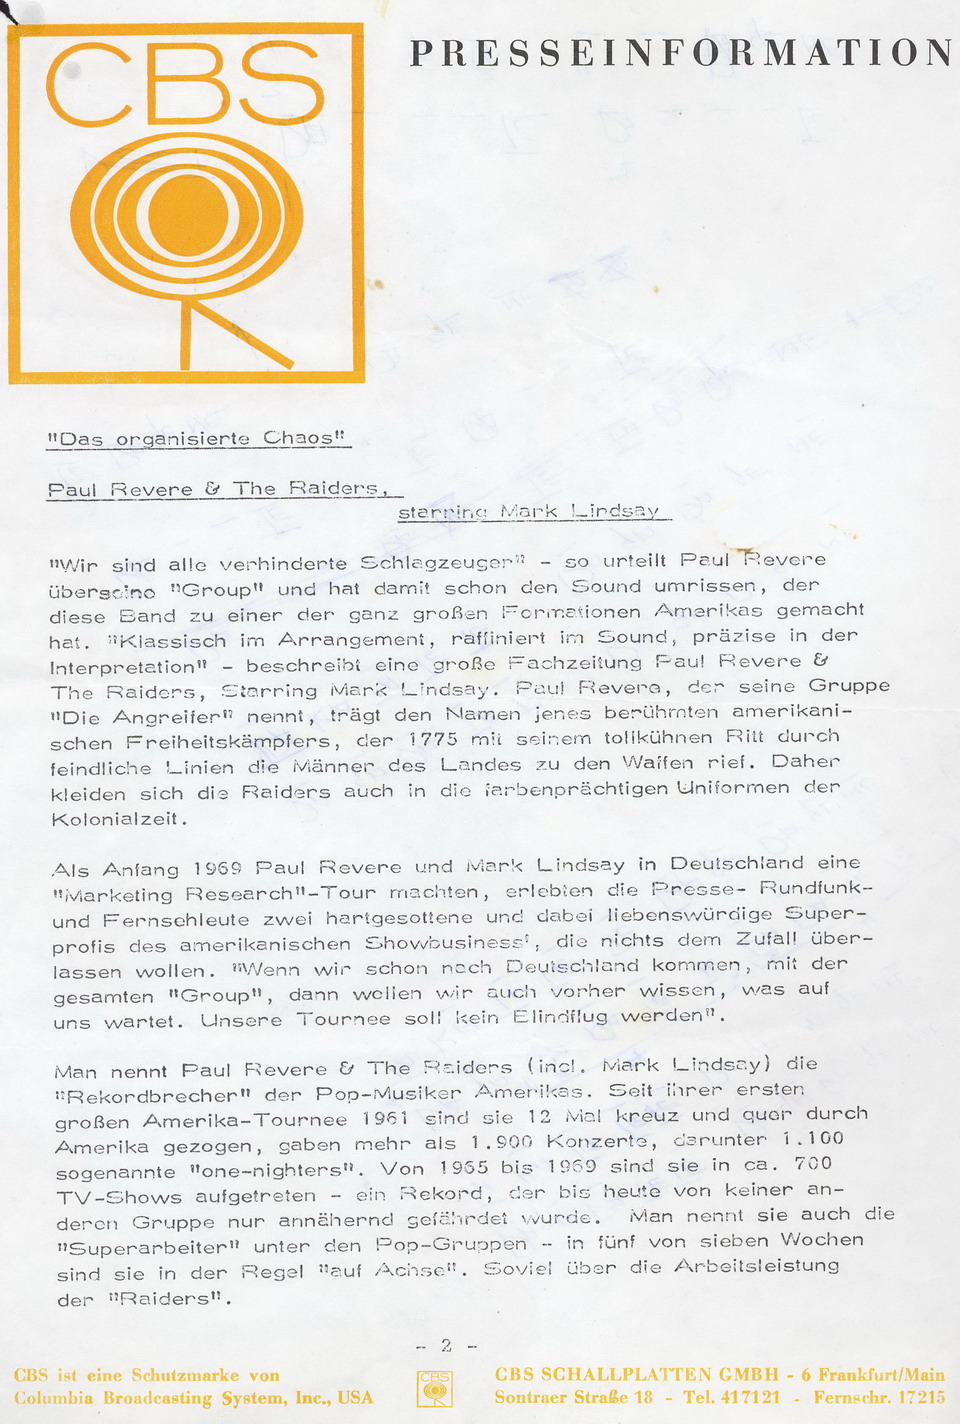 CBS
PRESSEINFORMATION
"Das organisierte Chaos"
Paul Revere & The Raiders,
starring Mark Lindsay
"Wir sind alle verhinderte Schlagzeuger" - so urteilt Paul Revere
überseine "Group" und hat damit schon den Sound umrissen, der
diese Band zu einer der ganz großen Formationen Amerikas gemacht
hat. "Klassisch im Arrangement, raffiniert im Sound, präzise in der
Interpretation" - beschreibt eine große Fachzeitung Paul Revere &
The Raiders, Starring Mark Lindsay. Paul Revere, der seine Gruppe
"Die Angreifer" nennt, trägt den Namen jenes berühmten amerikani-
schen Freiheitskämpfers, der 1775 mit seinem tollkühnen Ritt durch
feindliche Linien die Männer des Landes zu den Waffen rief. Daher
kleiden sich die Raiders auch in die farbenprächtigen Uniformen der
Kolonialzeit.
Als Anfang 1969 Paul Revere und Mark Lindsay in Deutschland eine
"Marketing Research"-Tour machten, erlebten die Presse- Rundfunk-
und Fernsehleute zwei hartgesottene und dabei liebenswürdige Super-
profis des amerikanischen Showbusiness', die nichts dem Zufall über-
lassen wollen. "Wenn wir schon nach Deutschland kommen, mit der
gesamten "Group", dann wollen wir auch vorher wissen, was auf
uns wartet. Unsere Tournee soll kein Blindflug werden".
Man nennt Paul Revere & The Raiders (incl. Mark Lindsay) die
"Rekordbrecher" der Pop-Musiker Amerikas. Seit ihrer ersten
großen Amerika-Tournee 1961 sind sie 12 Mal kreuz und quer durch
Amerika gezogen, gaben mehr als 1.900 Konzerte, darunter 1.100
sogenannte "one-nighters". Von 1965 bis 1969 sind sie in ca. 700
TV-Shows aufgetreten - ein Rekord, der bis heute von keiner an-
deren Gruppe nur annähernd gefährdet wurde. Man nennt sie auch die
"Superarbeiter" unter den Pop-Gruppen - in fünf von sieben Wochen
sind sie in der Regel "auf Achse". Soviel über die Arbeitsleistung
der "Raiders".
- 2 -
CBS ist eine Schutzmarke von
Columbia Broadcasting System, Inc., USA
CBS
CBS SCHALLPLATTEN GMBH - 6 Frankfurt/Main
Sontraer Straße 18 - Tel. 417121 - Fernschr. 17215